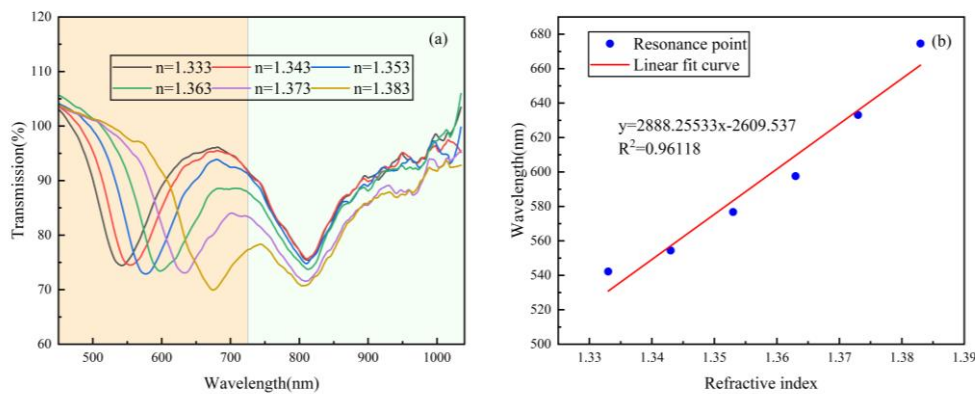 (a)
n=1.333 n=1.343 n=1.353
n=1.363 n=1.373 n=1.383
Transmission(%)
120
110
100
90
80
70
60
500 600 700 800 900 1000
Wavelength(nm)
(b)
Resonance point
Linear fit curve
y=2888.25533x-2609.537
R²=0.96118
Wavelength(nm)
680
660
640
620
600
580
560
540
520
500
1.33 1.34 1.35 1.36 1.37 1.38 1.39
Refractive index